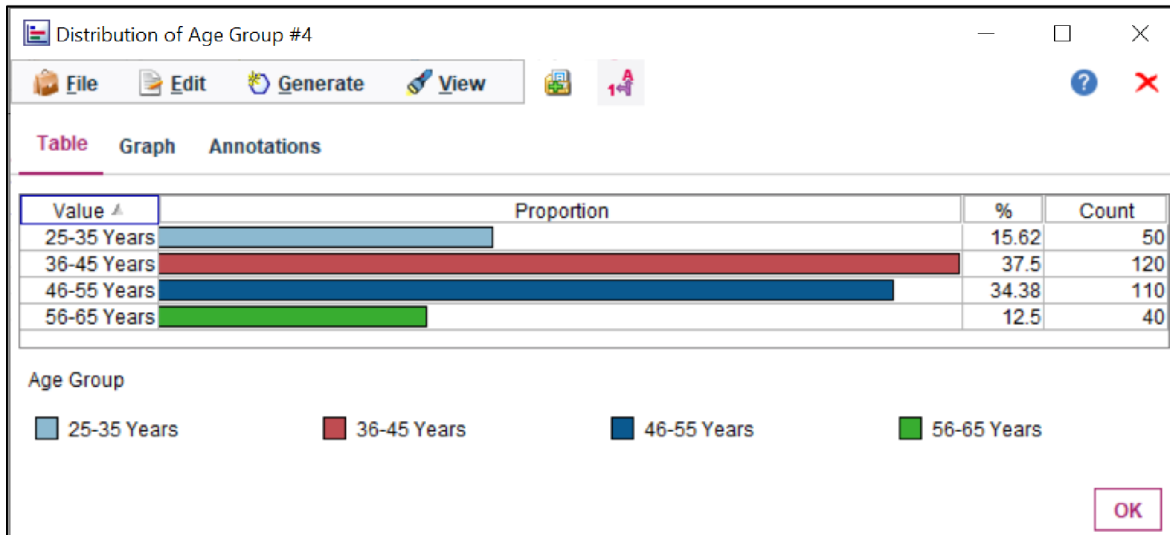 Distribution of Age Group #4
File Edit Generate View
Table Graph Annotations
Value Proportion % Count
25-35 Years 15.62 50
36-45 Years 37.5 120
46-55 Years 34.38 110
56-65 Years 12.5 40
Age Group
25-35 Years 36-45 Years 46-55 Years 56-65 Years
OK